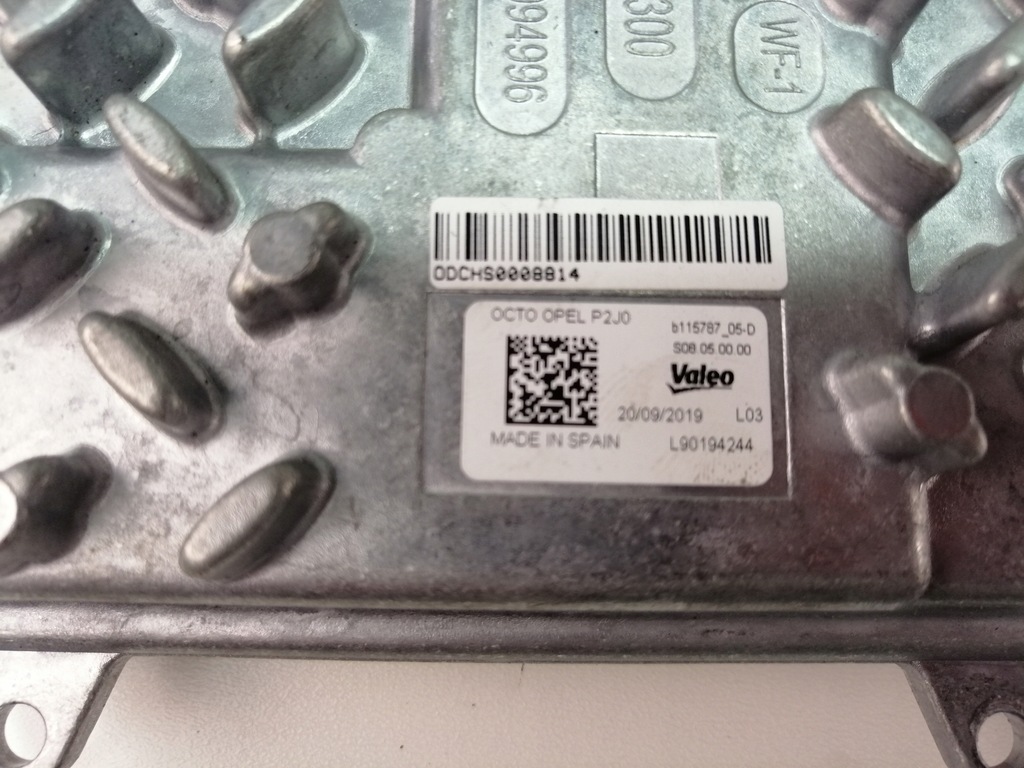 994996
300
WF.1
ODCHS0008814
OCTO OPEL P2J0
b115787_05-D
S08.05.00.00
Valeo
20/09/2019 L03
MADE IN SPAIN L90194244